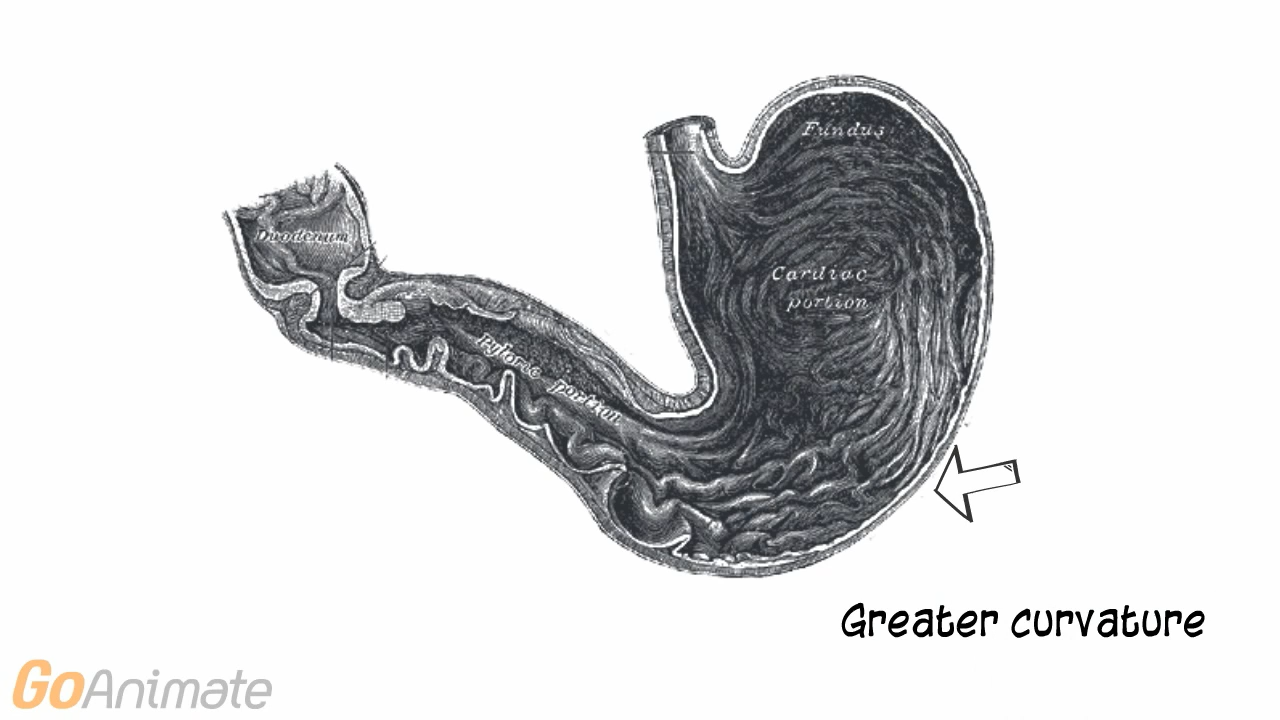 Fundus
Duodenum
Cardiac
portion
Pyloric portion
Greater curvature
GoAnimate